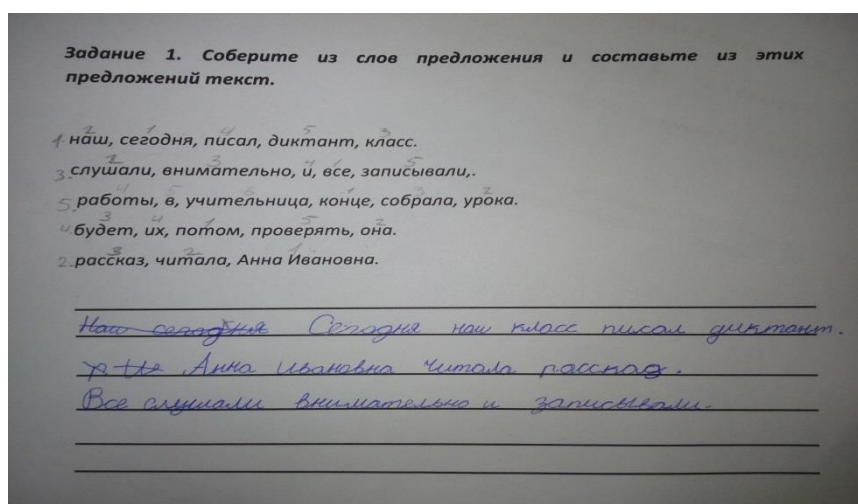 Задание 1. Соберите из слов предложения и составьте из этих
предложений текст.
1. наш, сегодня, писал, диктант, класс.
3. слушали, внимательно, и, все, записывали,.
5. работы, в, учительница, конце, собрала, урока.
4 будет, их, потом, проверять, она.
2. рассказ, читала, Анна Ивановна.
Наш сегодня Сегодня наш класс писал диктант.
Анна Ивановна читала рассказ.
Все слушали внимательно и записывали.